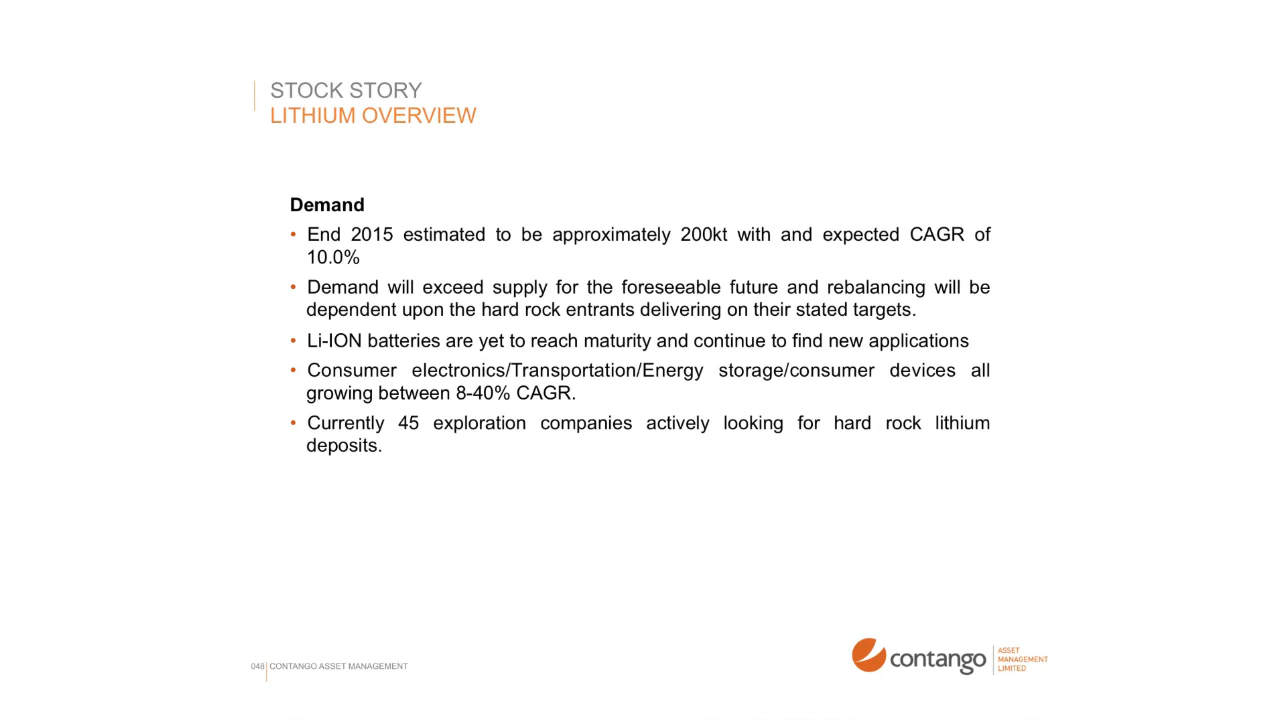 STOCK STORY
LITHIUM OVERVIEW
Demand
• End 2015 estimated to be approximately 200kt with and expected CAGR of
10.0%
• Demand will exceed supply for the foreseeable future and rebalancing will be
dependent upon the hard rock entrants delivering on their stated targets.
• Li-ION batteries are yet to reach maturity and continue to find new applications
• Consumer electronics/Transportation/Energy storage/consumer devices all
growing between 8-40% CAGR.
• Currently 45 exploration companies actively looking for hard rock lithium
deposits.
048 CONTANGO ASSET MANAGEMENT
contango
ASSET
MANAGEMENT
LIMITED